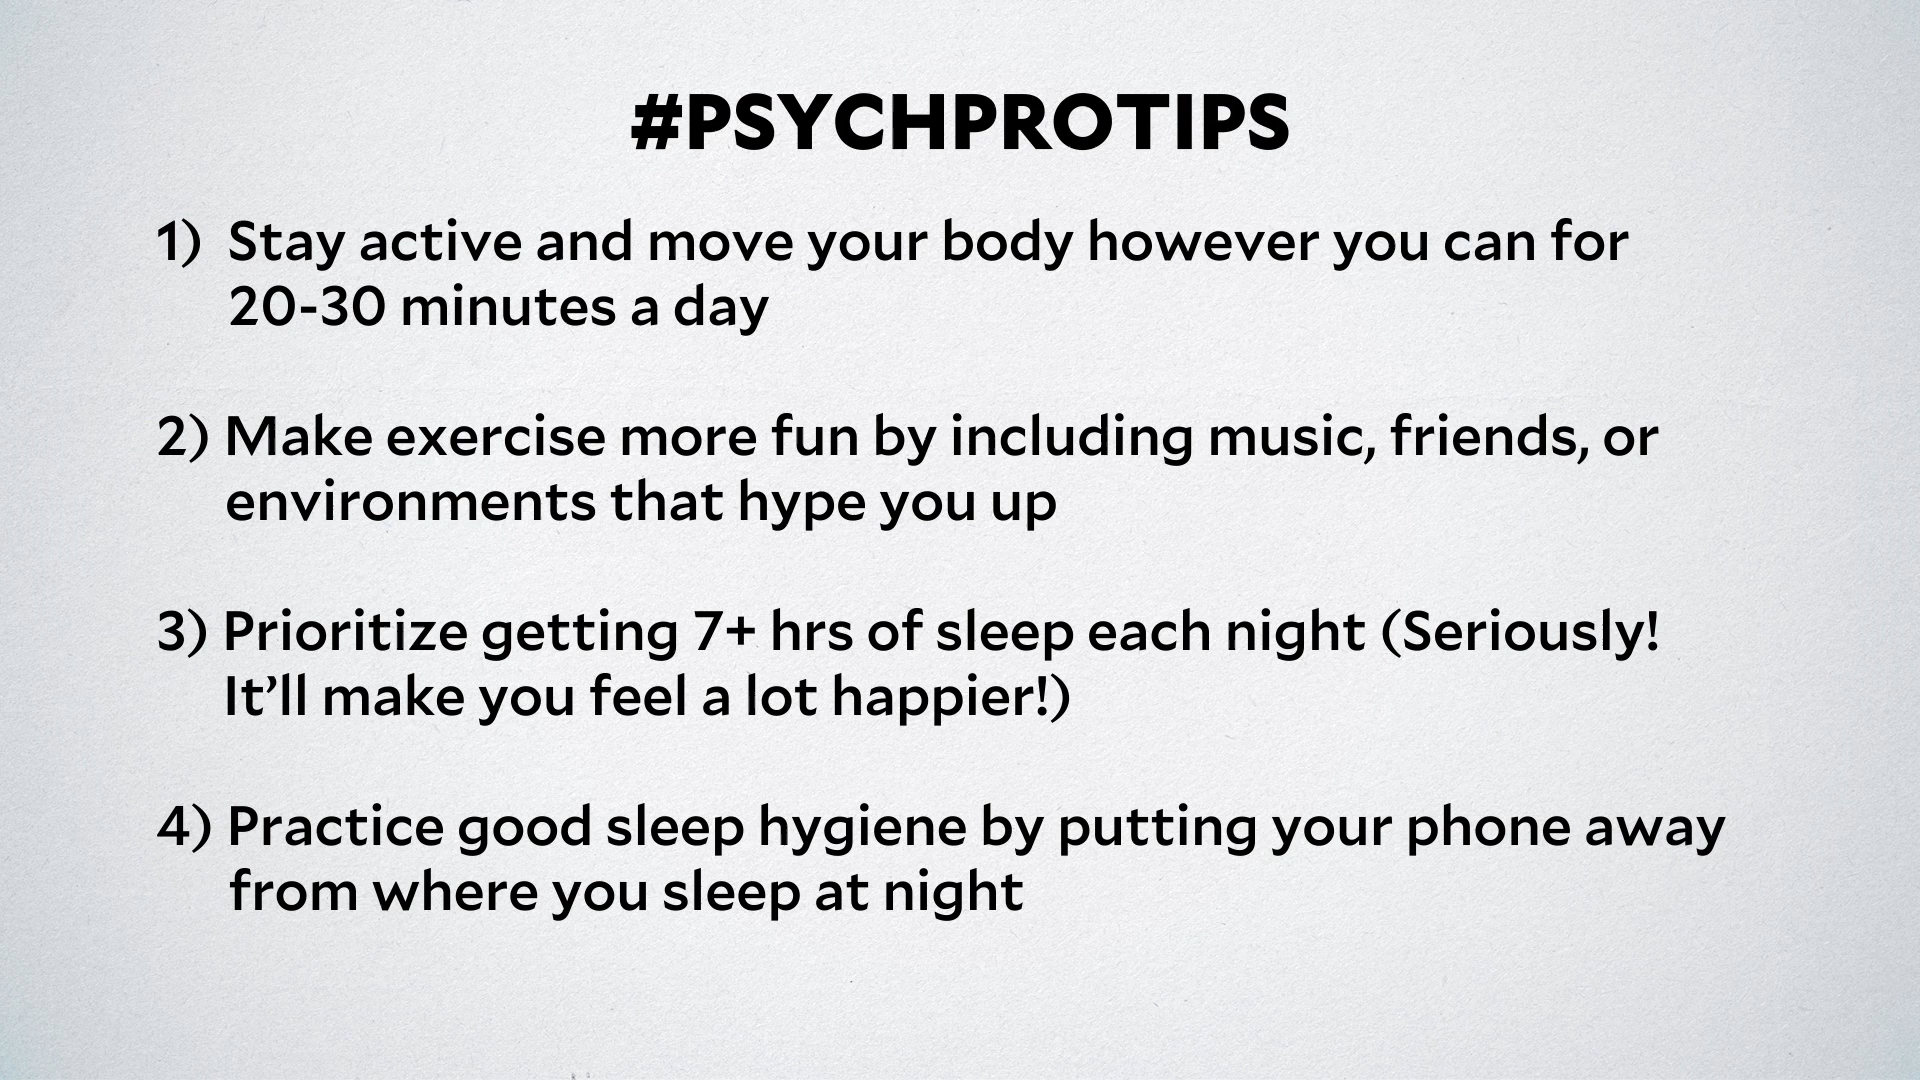 #PSYCHPROTIPS
1) Stay active and move your body however you can for
20-30 minutes a day
2) Make exercise more fun by including music, friends, or
environments that hype you up
3) Prioritize getting 7+ hrs of sleep each night (Seriously!
It’ll make you feel a lot happier!)
4) Practice good sleep hygiene by putting your phone away
from where you sleep at night